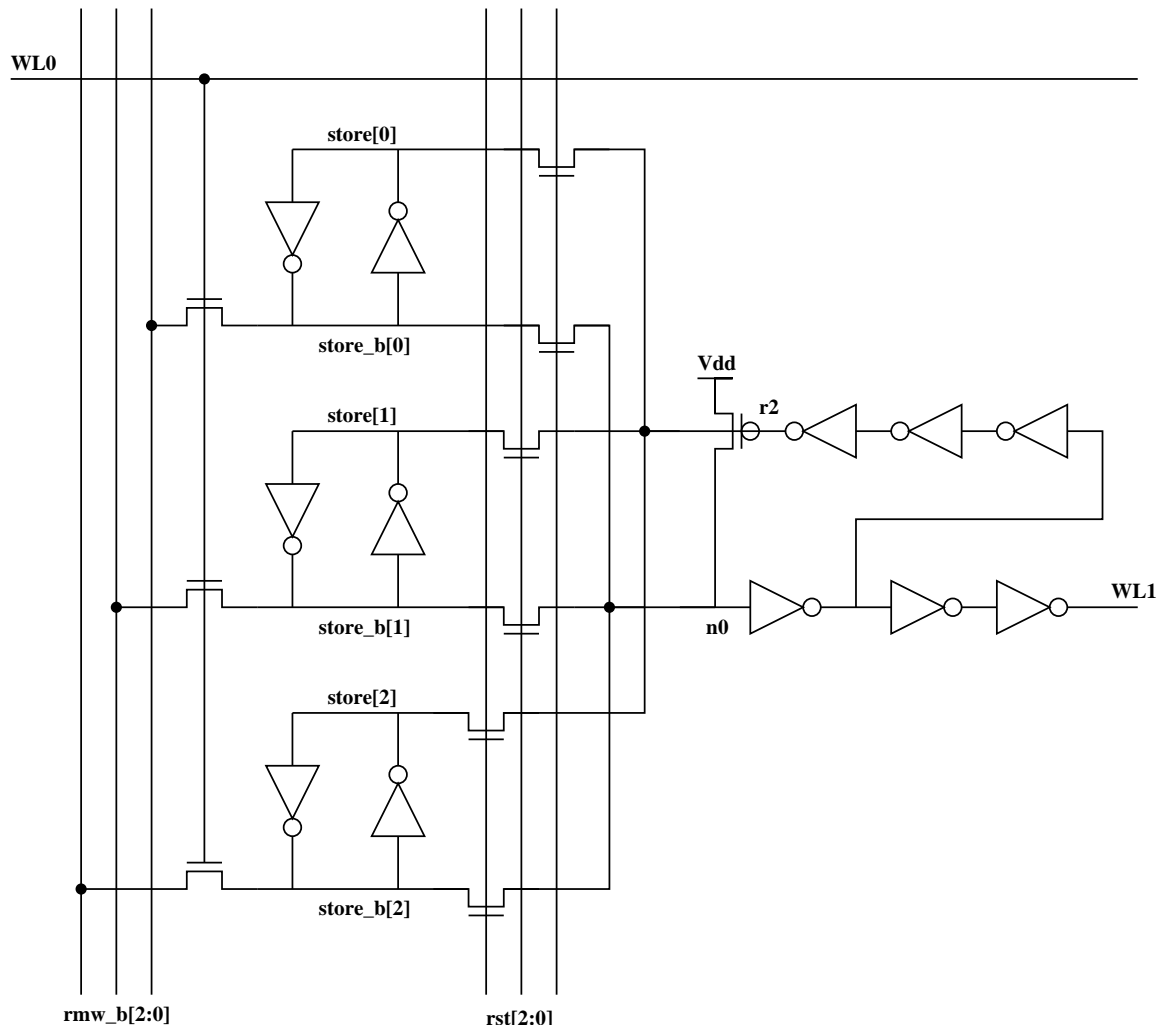 WL0
store[0]
store_b[0]
Vdd
r2
store[1]
WL1
store_b[1]
n0
store[2]
store_b[2]
rmw_b[2:0]
rst[2:0]